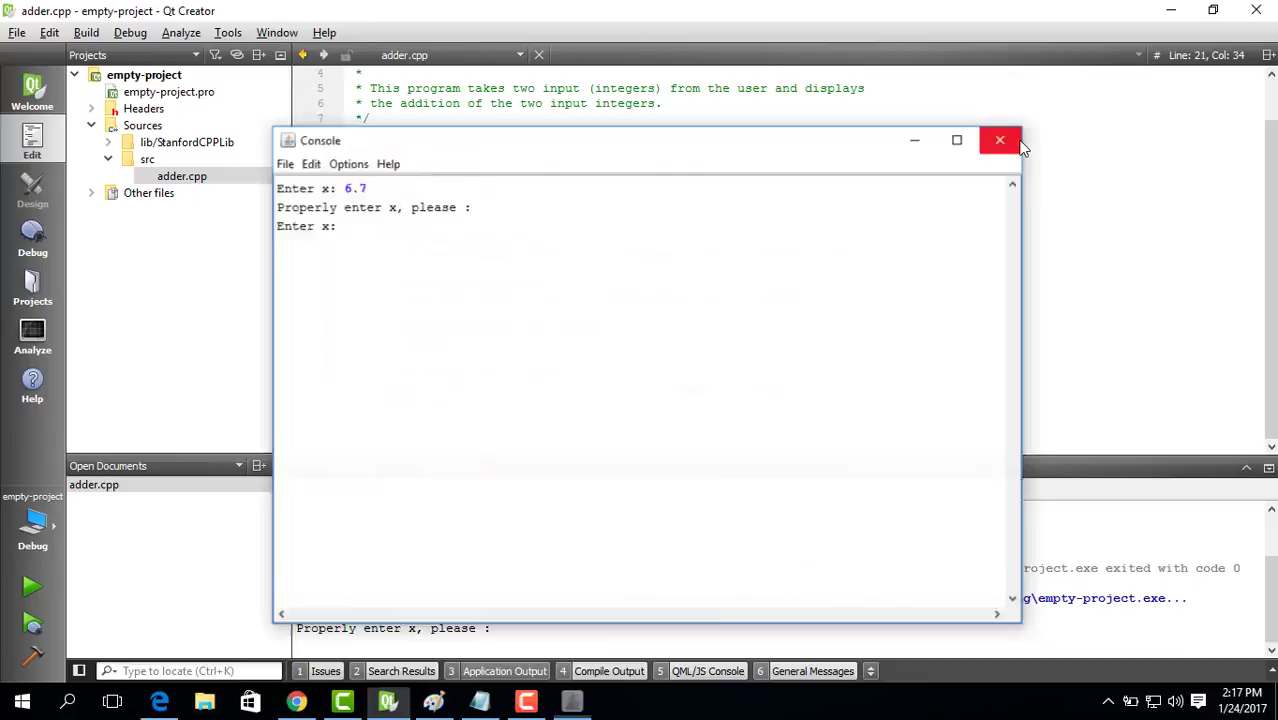 adder.cpp - empty-project - Qt Creator
File Edit Build Debug Analyze Tools Window Help
Projects
adder.cpp
# Line: 21, Col: 34
Welcome
Edit
Design
Debug
Projects
Analyze
Help
empty-project
empty-project.pro
Headers
Sources
lib/StanfordCPPLib
src
adder.cpp
Other files
4 *
5 * This program takes two input (integers) from the user and displays
6 * the addition of the two input integers.
7 */
Console
File Edit Options Help
Enter x: 6.7
Properly enter x, please :
Enter x:
Open Documents
adder.cpp
empty-project
Debug
roject.exe exited with code 0
g\empty-project.exe...
Properly enter x, please :
Type to locate (Ctrl+K)
1 Issues 2 Search Results 3 Application Output 4 Compile Output 5 QML/JS Console 6 General Messages
2:17 PM
1/24/2017